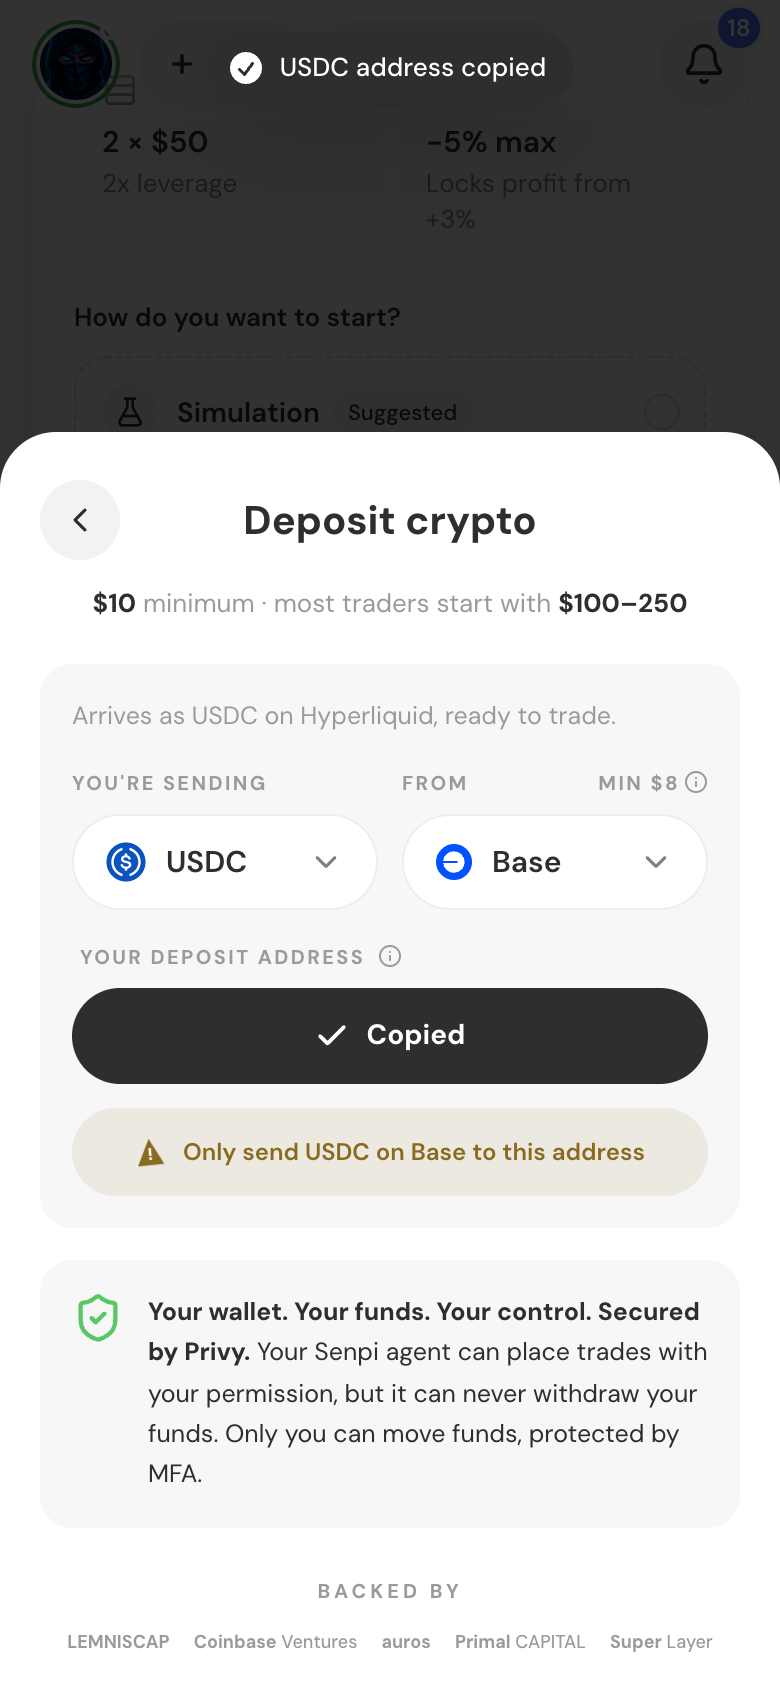 18
USDC address copied
2 × $50
2x leverage
-5% max
Locks profit from
+3%
How do you want to start?
Simulation Suggested
Deposit crypto
$10 minimum · most traders start with $100–250
Arrives as USDC on Hyperliquid, ready to trade.
YOU'RE SENDING
FROM MIN $8
USDC
Base
YOUR DEPOSIT ADDRESS
Copied
Only send USDC on Base to this address
Your wallet. Your funds. Your control. Secured
by Privy. Your Senpi agent can place trades with
your permission, but it can never withdraw your
funds. Only you can move funds, protected by
MFA.
BACKED BY
LEMNISCAP Coinbase Ventures auros Primal CAPITAL Super Layer